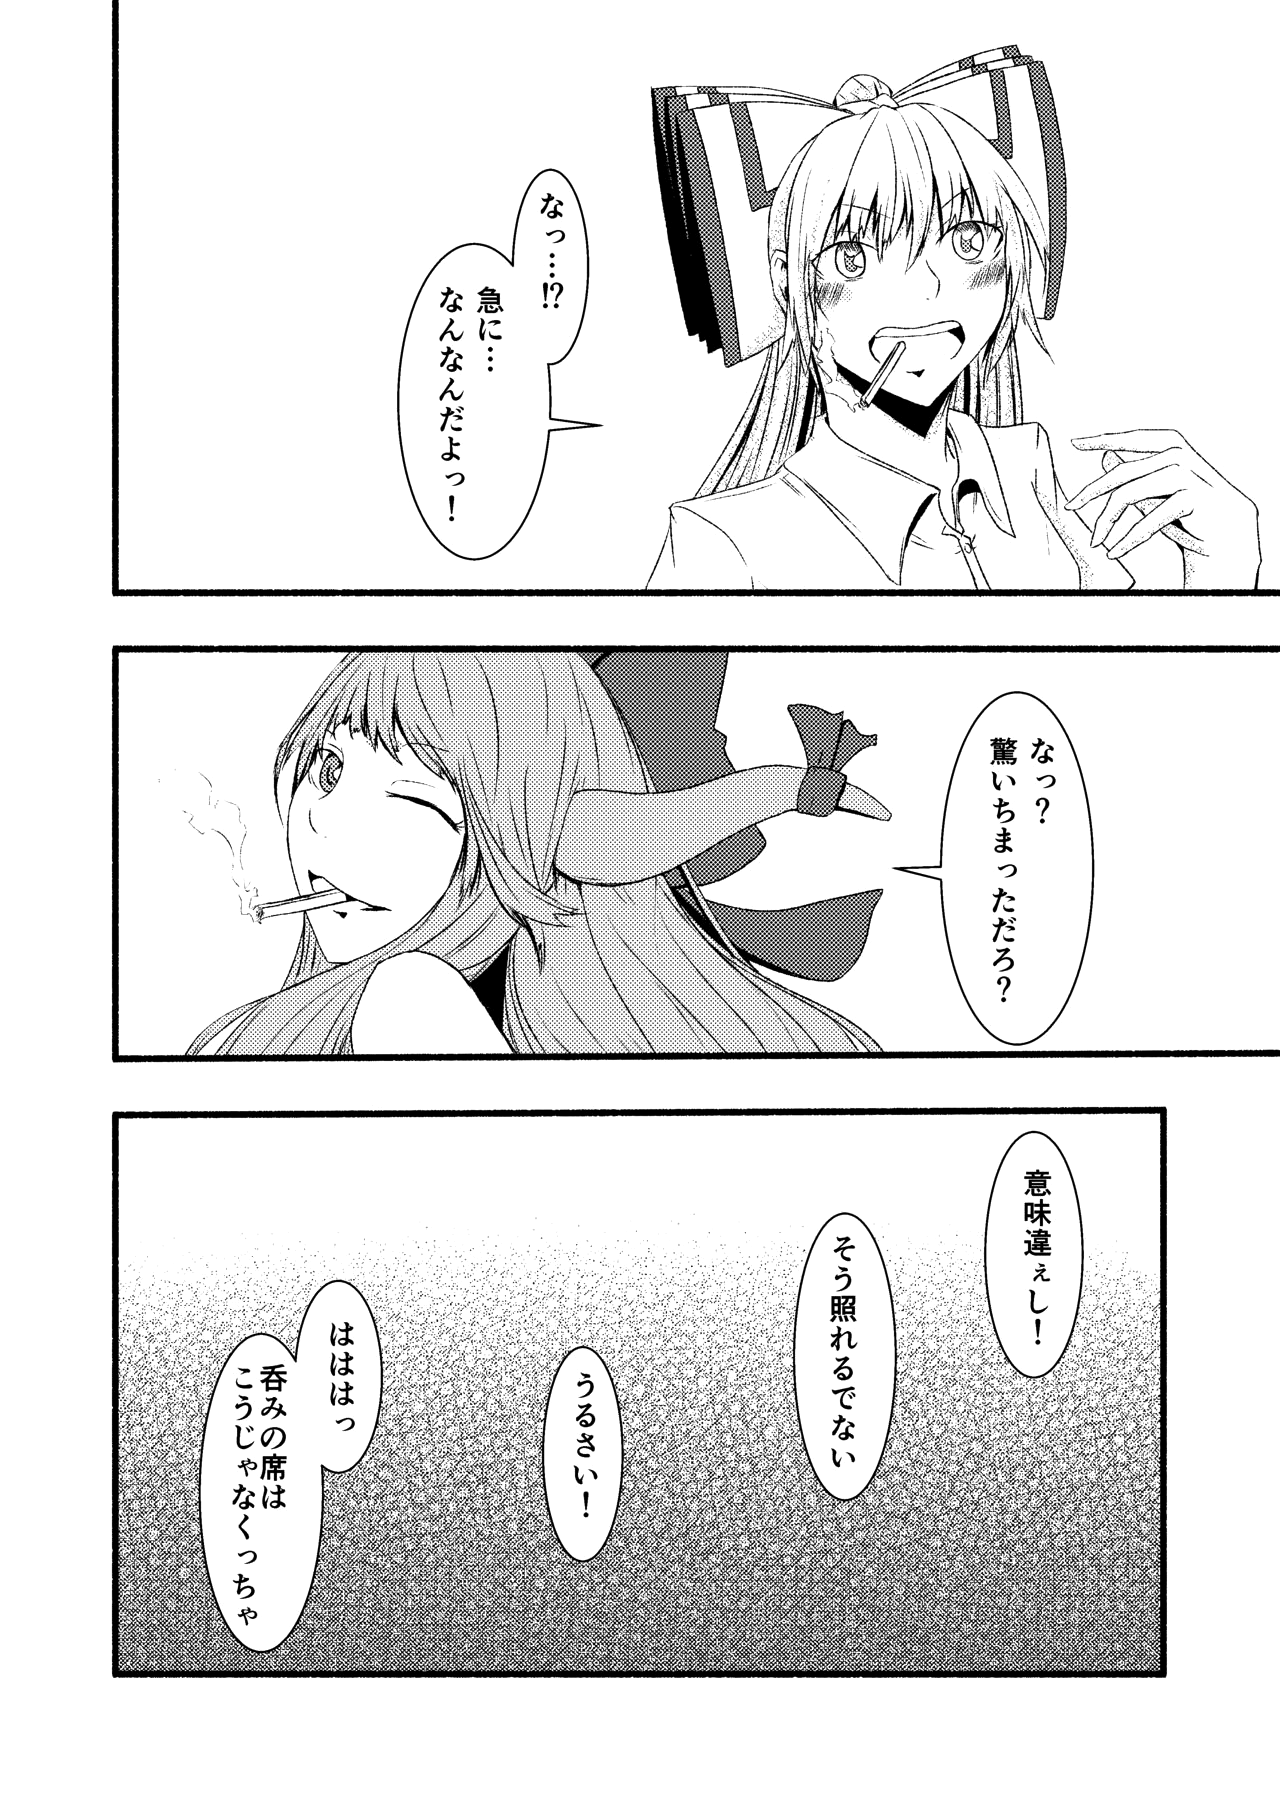 なっ…!?
急に…
なんなんだよっ！
なっ？
驚いちまっただろ？
意味違ぇし！
そう照れるでない
うるさい！
はははっ
呑みの席は
こうじゃなくっちゃ